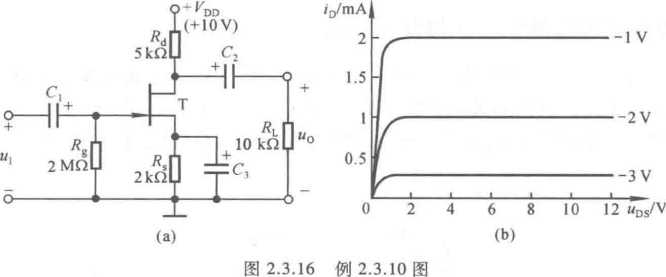 +V_DD
(+10 V)
R_d
5 kΩ
C_2
+
C_1
+
T
+
+
R_g
2 MΩ
u_i
R_s
2 kΩ
+
C_3
R_L
10 kΩ
u_o
−
−
(a)
i_D/mA
2
1.5
1
0.5
0
−1 V
−2 V
−3 V
2 4 6 8 10 12 u_DS/V
(b)
图 2.3.16 例 2.3.10 图